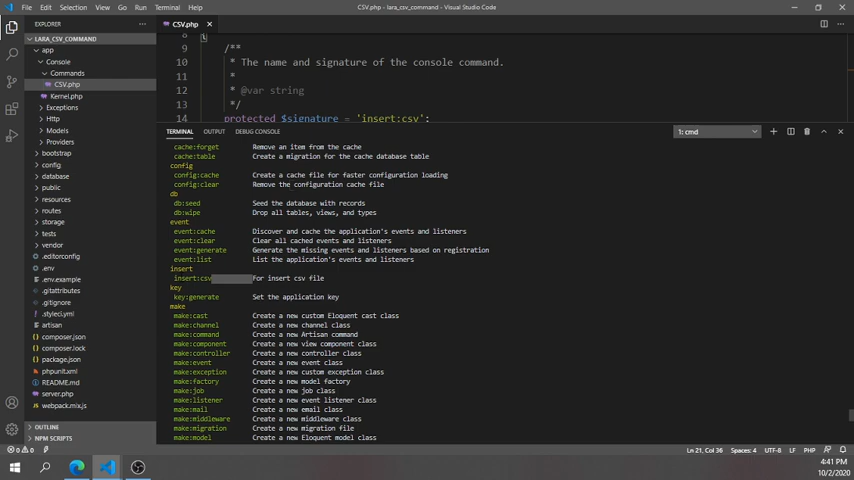 File Edit Selection View Go Run Terminal Help
CSV.php - lara_csv_command - Visual Studio Code
EXPLORER
CSV.php
LARA_CSV_COMMAND
app
Console
Commands
CSV.php
Kernel.php
Exceptions
Http
Models
Providers
bootstrap
config
database
public
resources
routes
storage
tests
vendor
.editorconfig
.env
.env.example
.gitattributes
.gitignore
.styleci.yml
artisan
composer.json
composer.lock
package.json
phpunit.xml
README.md
server.php
webpack.mix.js
OUTLINE
NPM SCRIPTS
8 {
9 /**
10 * The name and signature of the console command.
11 *
12 * @var string
13 */
14 protected $signature = 'insert:csv';
TERMINAL OUTPUT DEBUG CONSOLE
1: cmd
cache:forget Remove an item from the cache
cache:table Create a migration for the cache database table
config
config:cache Create a cache file for faster configuration loading
config:clear Remove the configuration cache file
db
db:seed Seed the database with records
db:wipe Drop all tables, views, and types
event
event:cache Discover and cache the application's events and listeners
event:clear Clear all cached events and listeners
event:generate Generate the missing events and listeners based on registration
event:list List the application's events and listeners
insert
insert:csv For insert csv file
key
key:generate Set the application key
make
make:cast Create a new custom Eloquent cast class
make:channel Create a new channel class
make:command Create a new Artisan command
make:component Create a new view component class
make:controller Create a new controller class
make:event Create a new event class
make:exception Create a new custom exception class
make:factory Create a new model factory
make:job Create a new job class
make:listener Create a new event listener class
make:mail Create a new email class
make:middleware Create a new middleware class
make:migration Create a new migration file
make:model Create a new Eloquent model class
0 0
Ln 21, Col 36 Spaces: 4 UTF-8 LF PHP
4:41 PM
10/2/2020